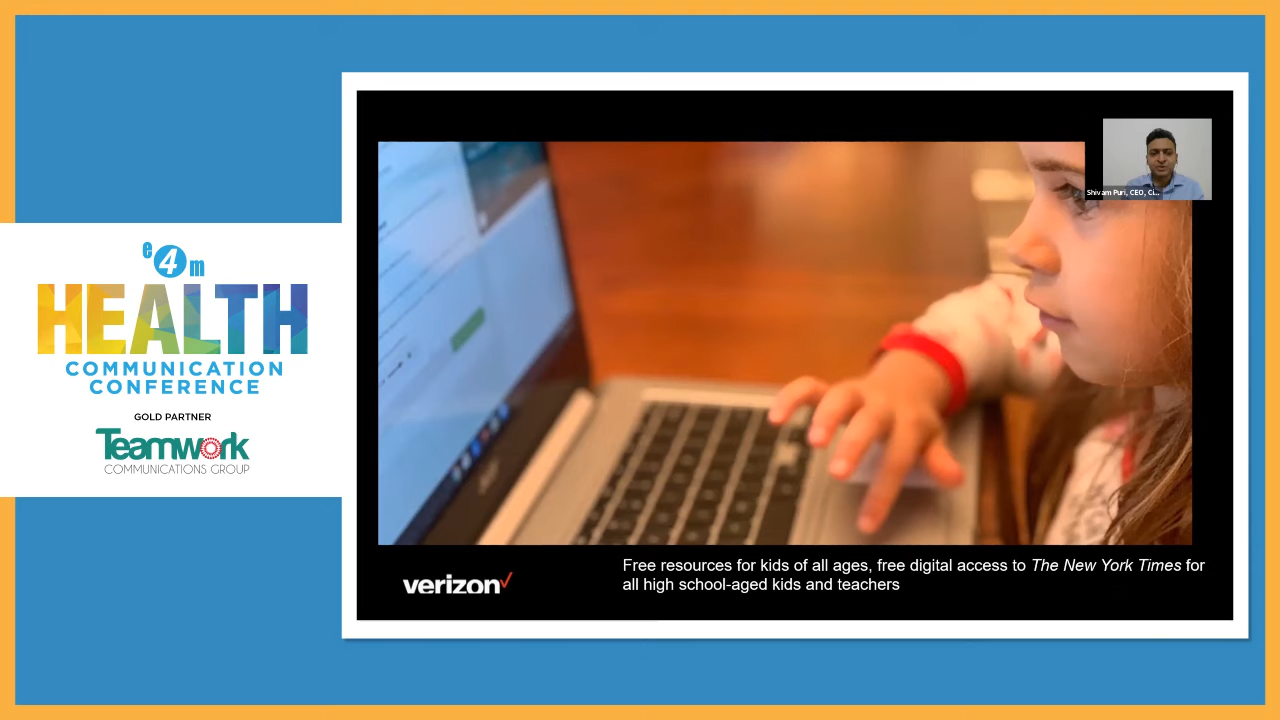 e4m
HEALTH
COMMUNICATION
CONFERENCE
GOLD PARTNER
Teamwork
COMMUNICATIONS GROUP
Shivam Puri, CEO, Ci...
verizon
Free resources for kids of all ages, free digital access to The New York Times for
all high school-aged kids and teachers